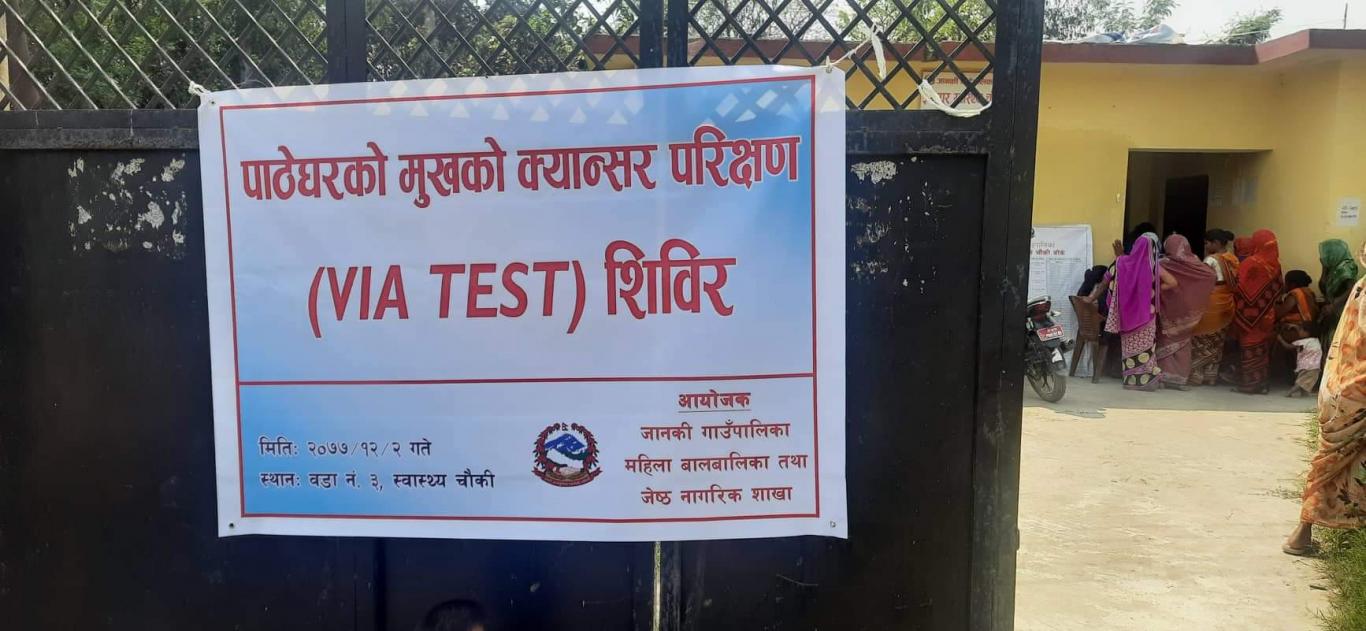 पाठेघरको मुखको क्यान्सर परिक्षण
(VIA TEST) शिविर
मिति: २०७७/१२/२ गते
स्थान: वडा नं. ३, स्वास्थ्य चौकी
आयोजक
जानकी गाउँपालिका
महिला बालबालिका तथा
जेष्ठ नागरिक शाखा